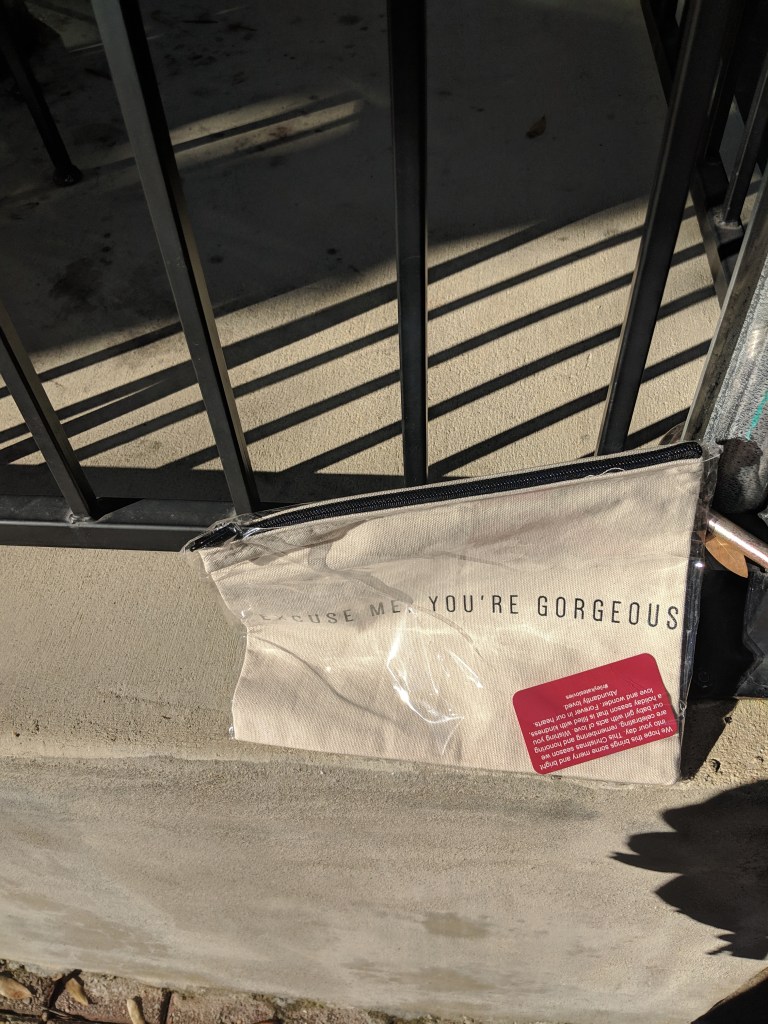 EXCUSE ME, YOU'RE GORGEOUS
We hope this brings some merry and bright
into your day. This Christmas season we
are celebrating, remembering and honoring
our baby girl with acts of love. Wishing you
a holiday season that is filled with kindness,
love and wonder. Forever in our hearts
Abundantly loved